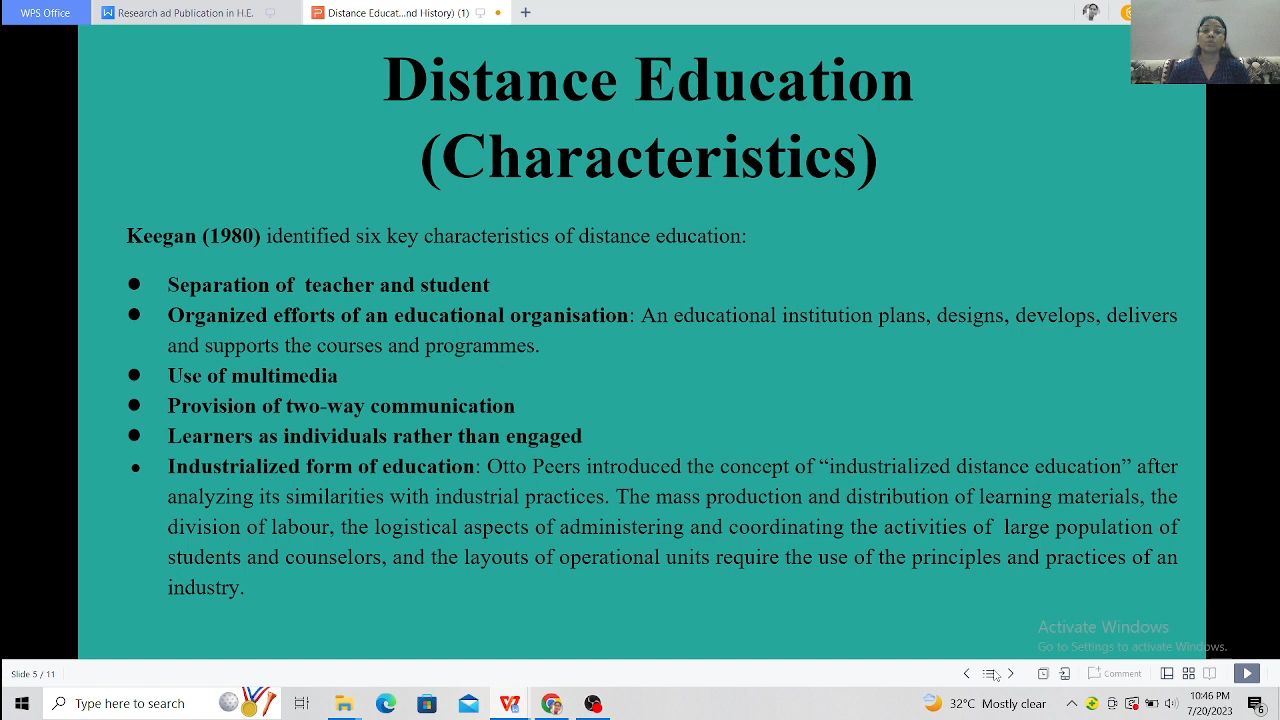 WPS Office
Research ad Publication E...1)
Distance Educat...nd History (1)
Distance Education
(Characteristics)
Keegan (1980) identified six key characteristics of distance education:
● Separation of teacher and student
● Organized efforts of an educational organisation: An educational institution plans, designs, develops, delivers
and supports the courses and programmes.
● Use of multimedia
● Provision of two-way communication
● Learners as individuals rather than engaged
● Industrialized form of education: Otto Peers introduced the concept of “industrialized distance education” after
analyzing its similarities with industrial practices. The mass production and distribution of learning materials, the
division of labour, the logistical aspects of administering and coordinating the activities of large population of
students and counselors, and the layouts of operational units require the use of the principles and practices of an
industry.
Activate Windows
Go to Settings to activate Windows.
Slide 5 / 11
Comment
Type here to search
32°C Mostly clear
10:46 PM
7/20/2023